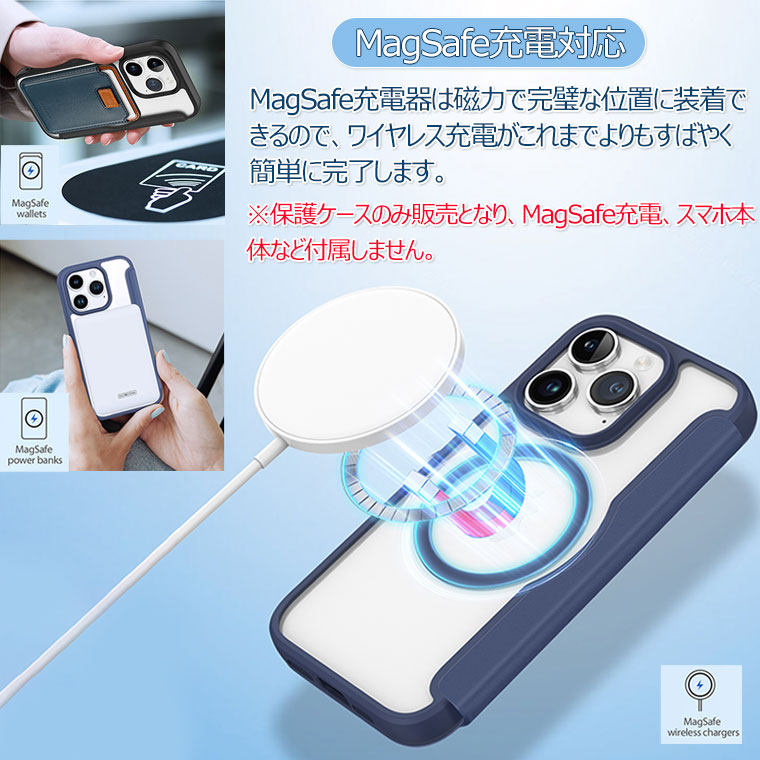 MagSafe充電対応
MagSafe充電器は磁力で完璧な位置に装着で
きるので、ワイヤレス充電がこれまでよりもすばやく
簡単に完了します。
※保護ケースのみ販売となり、MagSafe充電、スマホ本
体など付属しません。
CARD
MagSafe
wallets
MagSafe
power banks
MagSafe
wireless chargers